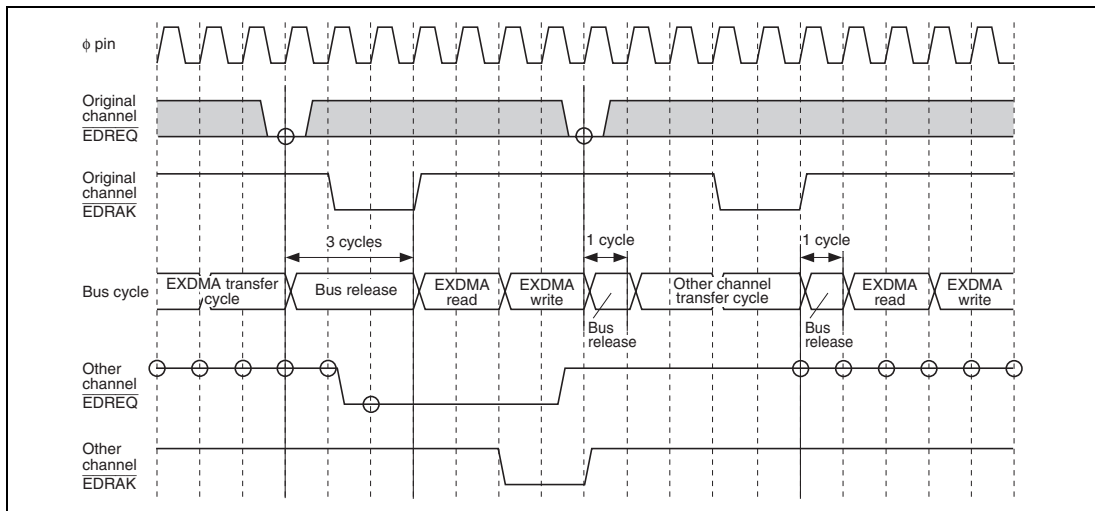 φ pin
Original
channel
EDREQ
Original
channel
EDRAK
3 cycles
1 cycle
1 cycle
Bus cycle
EXDMA transfer
cycle
Bus release
EXDMA
read
EXDMA
write
Bus
release
Other channel
transfer cycle
Bus
release
EXDMA
read
EXDMA
write
Other
channel
EDREQ
Other
channel
EDRAK